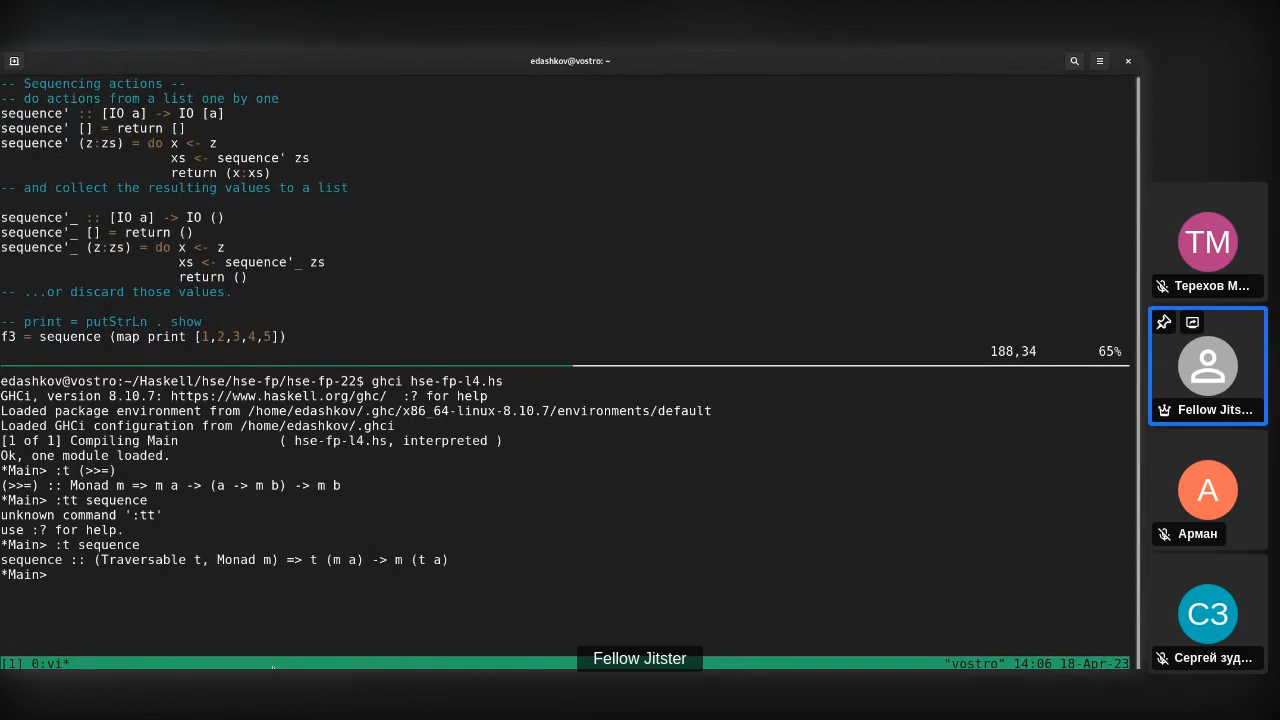 edashkov@vostro: ~
-- Sequencing actions --
-- do actions from a list one by one
sequence' :: [IO a] -> IO [a]
sequence' [] = return []
sequence' (z:zs) = do x <- z
xs <- sequence' zs
return (x:xs)
-- and collect the resulting values to a list
sequence'_ :: [IO a] -> IO ()
sequence'_ [] = return ()
sequence'_ (z:zs) = do x <- z
xs <- sequence'_ zs
return ()
-- ...or discard those values.
-- print = putStrLn . show
f3 = sequence (map print [1,2,3,4,5])
188,34 65%
edashkov@vostro:~/Haskell/hse/hse-fp/hse-fp-22$ ghci hse-fp-l4.hs
GHCi, version 8.10.7: https://www.haskell.org/ghc/  :? for help
Loaded package environment from /home/edashkov/.ghc/x86_64-linux-8.10.7/environments/default
Loaded GHCi configuration from /home/edashkov/.ghci
[1 of 1] Compiling Main ( hse-fp-l4.hs, interpreted )
Ok, one module loaded.
*Main> :t (>>=)
(>>=) :: Monad m => m a -> (a -> m b) -> m b
*Main> :tt sequence
unknown command ':tt'
use :? for help.
*Main> :t sequence
sequence :: (Traversable t, Monad m) => t (m a) -> m (t a)
*Main>
[1] 0:vi* "vostro" 14:06 18-Apr-23
Fellow Jitster
TM
Терехов М...
Fellow Jits...
A
Арман
СЗ
Сергей зуд...